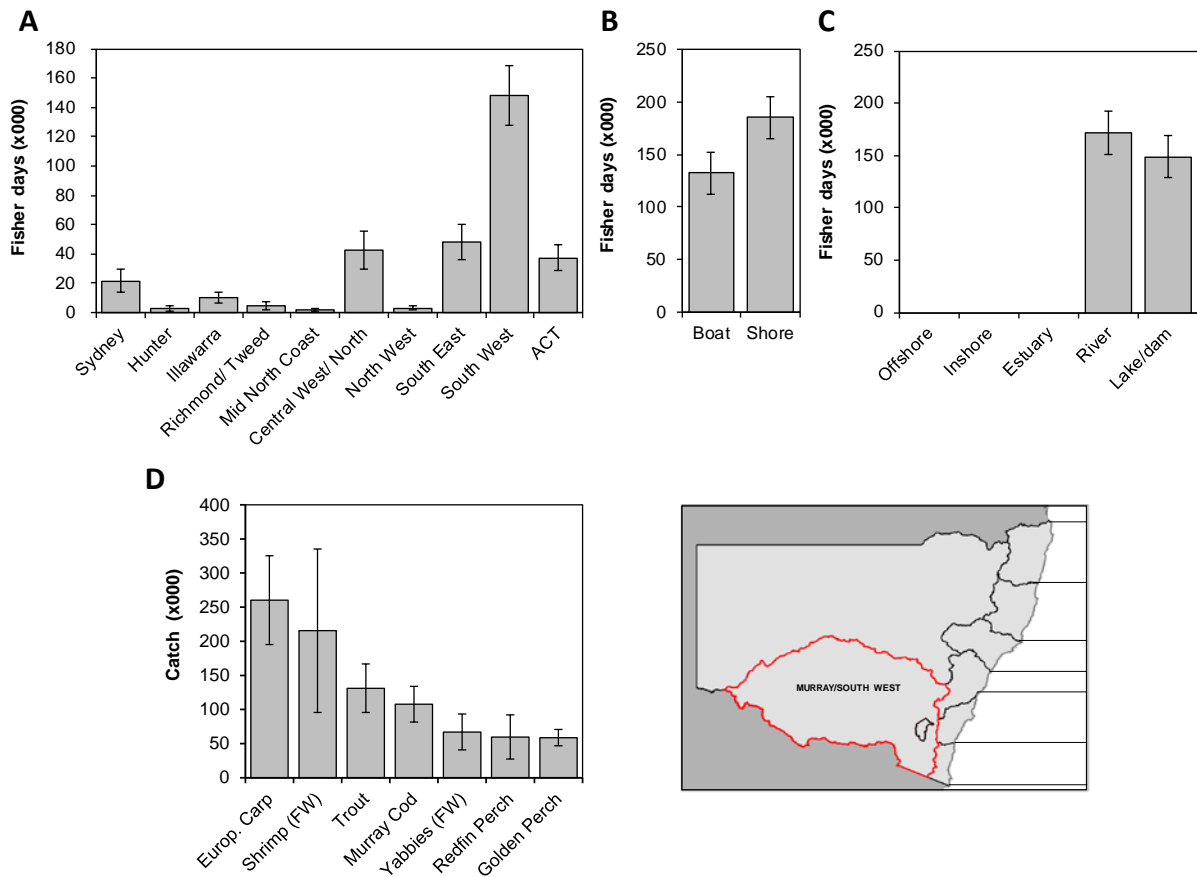 A
Fisher days (x000)
180
160
140
120
100
80
60
40
20
0
Sydney
Hunter
Illawarra
Richmond/ Tweed
Mid North Coast
Central West/ North
North West
South East
South West
ACT
B
Fisher days (x000)
250
200
150
100
50
0
Boat
Shore
C
Fisher days (x000)
250
200
150
100
50
0
Offshore
Inshore
Estuary
River
Lake/dam
D
Catch (x000)
400
350
300
250
200
150
100
50
0
Europ. Carp
Shrimp (FW)
Trout
Murray Cod
Yabbies (FW)
Redfin Perch
Golden Perch
MURRAY/SOUTH WEST